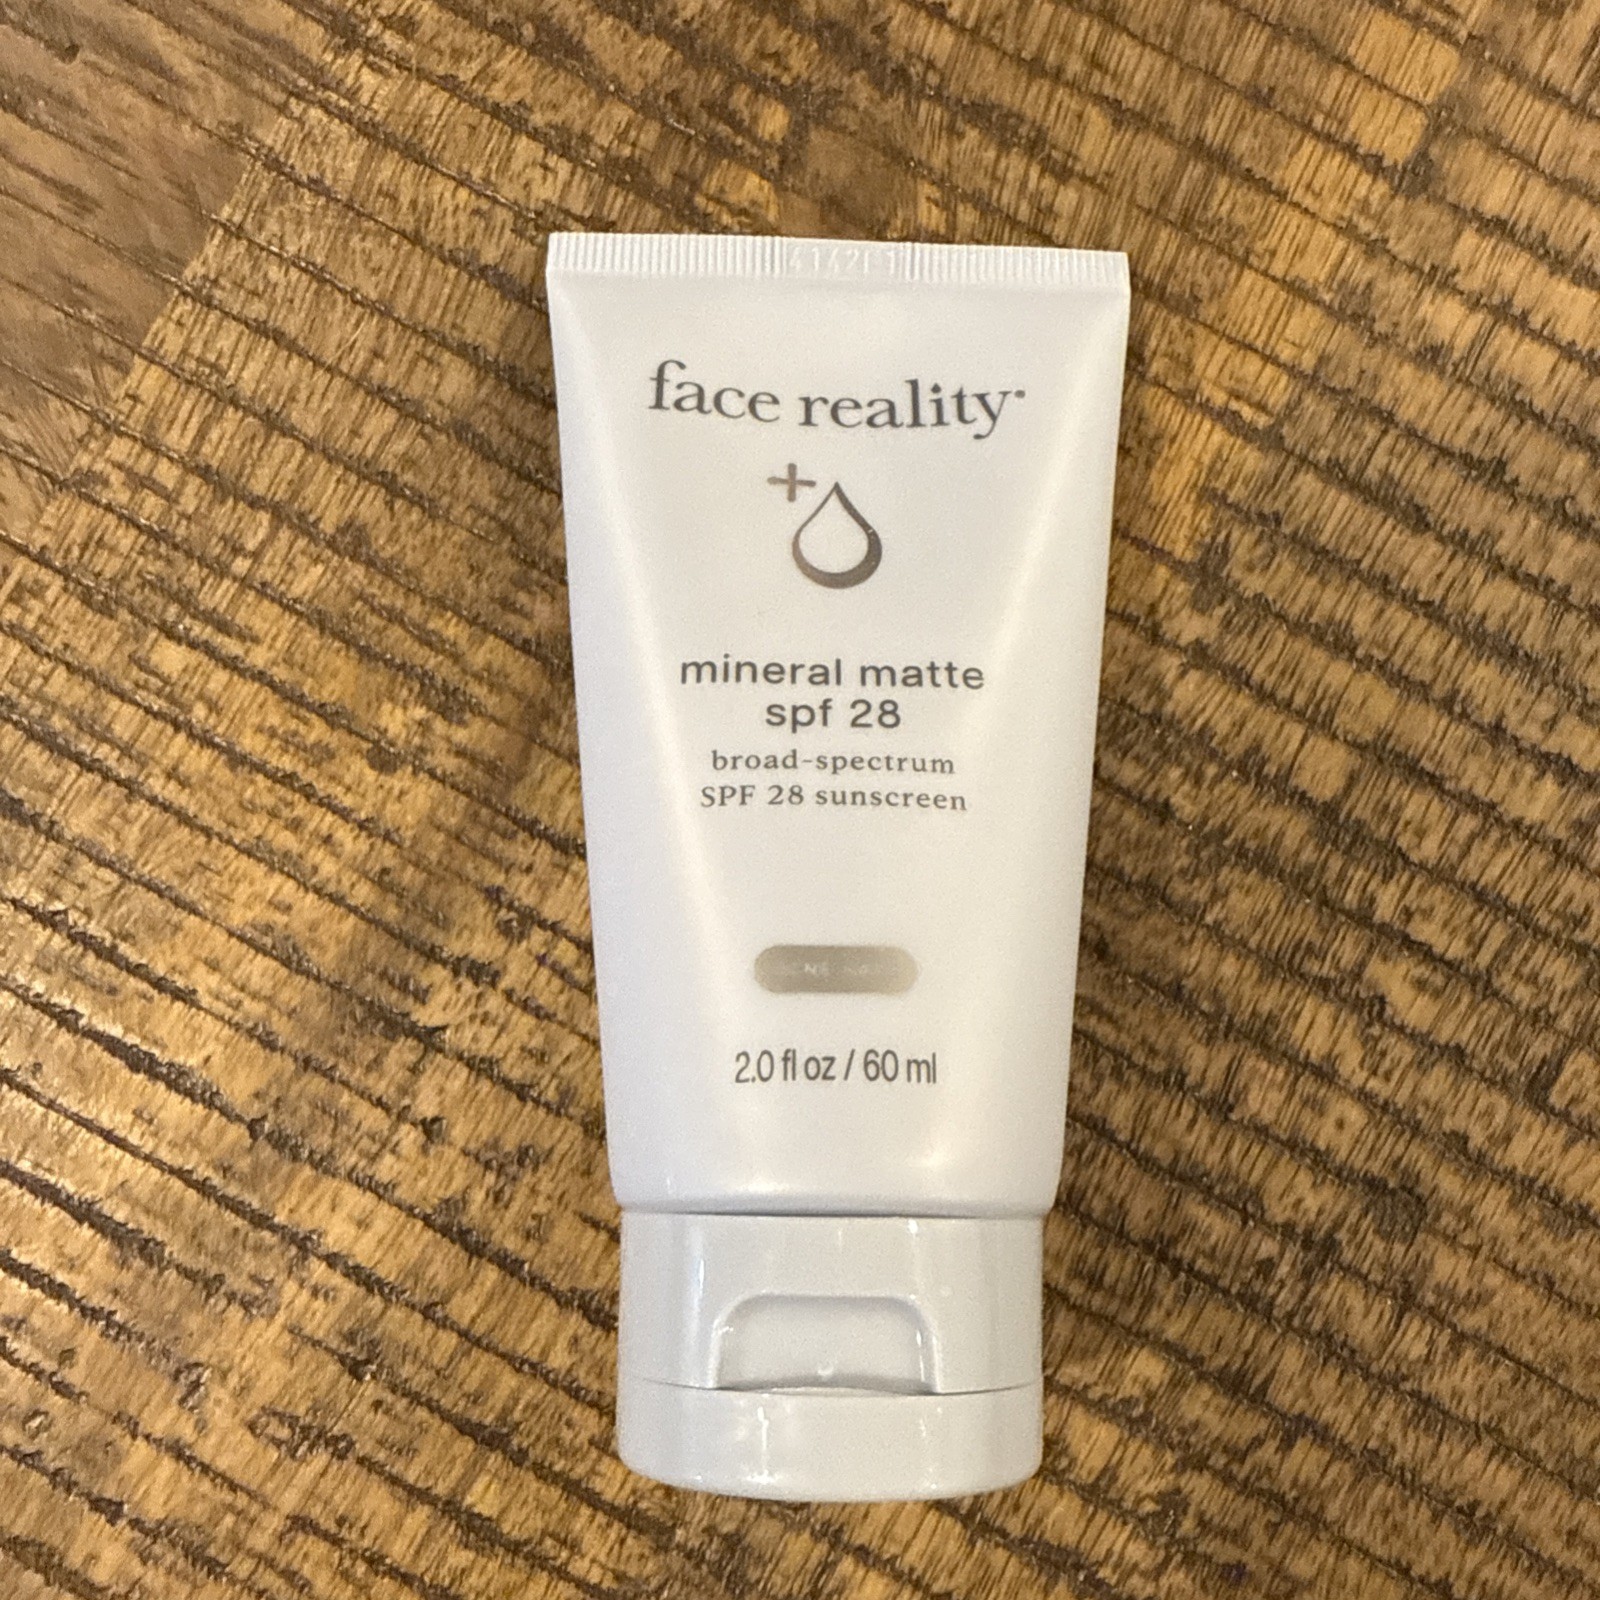 face reality
mineral matte
spf 28
broad-spectrum
SPF 28 sunscreen
2.0 fl oz / 60 ml